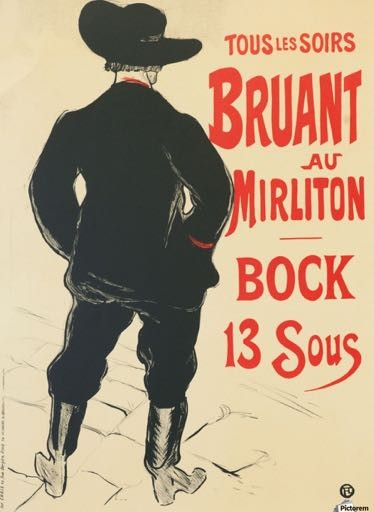 TOUS LES SOIRS
BRUANT
AU
MIRLITON
BOCK
13 SOUS
Pictorem